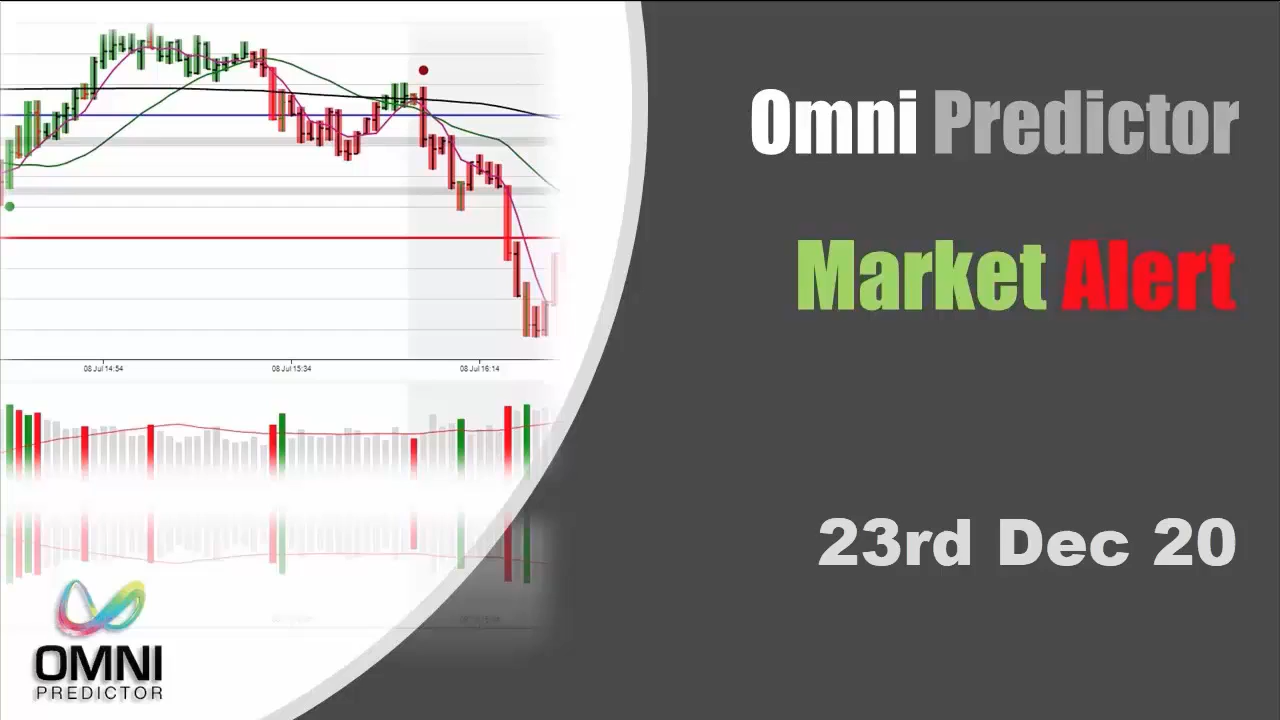 Omni Predictor
Market Alert
23rd Dec 20
08 Jul 14:54
08 Jul 15:34
08 Jul 16:14
OMNI
PREDICTOR